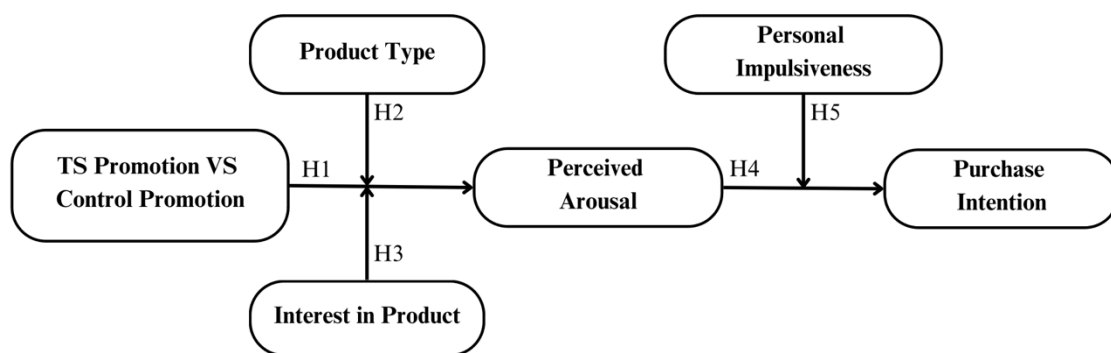 Product Type
Personal
Impulsiveness
H2
H5
TS Promotion VS
Control Promotion
H1
Perceived
Arousal
H4
Purchase
Intention
H3
Interest in Product